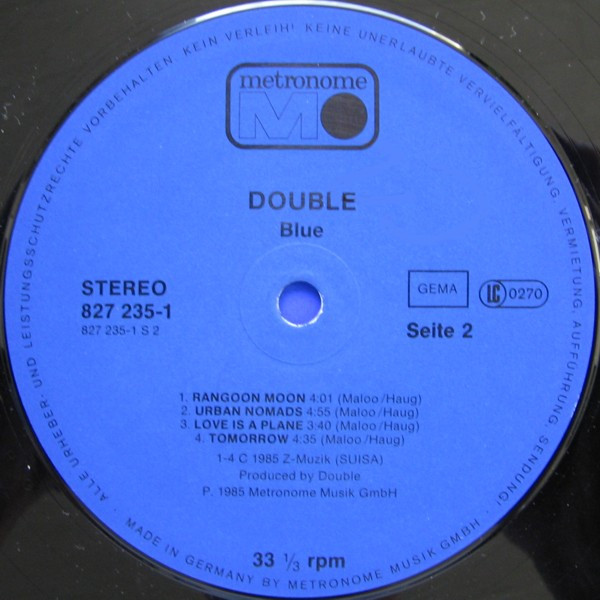 ALLE URHEBER- UND LEISTUNGSSCHUTZRECHTE VORBEHALTEN. KEIN VERLEIH! KEINE UNERLAUBTE VERVIELFÄLTIGUNG, VERMIETUNG, AUFFÜHRUNG, SENDUNG!
metronome
MO
DOUBLE
Blue
STEREO
827 235-1
827 235-1 S 2
GEMA
LC 0270
Seite 2
1. RANGOON MOON 4:01 (Maloo/Haug)
2. URBAN NOMADS 4:55 (Maloo/Haug)
3. LOVE IS A PLANE 3:40 (Maloo/Haug)
4. TOMORROW 4:35 (Maloo/Haug)
1-4 C 1985 Z-Muzik (SUISA)
Produced by Double
P. 1985 Metronome Musik GmbH
33 1/3 rpm
· MADE IN GERMANY BY METRONOME MUSIK GMBH ·